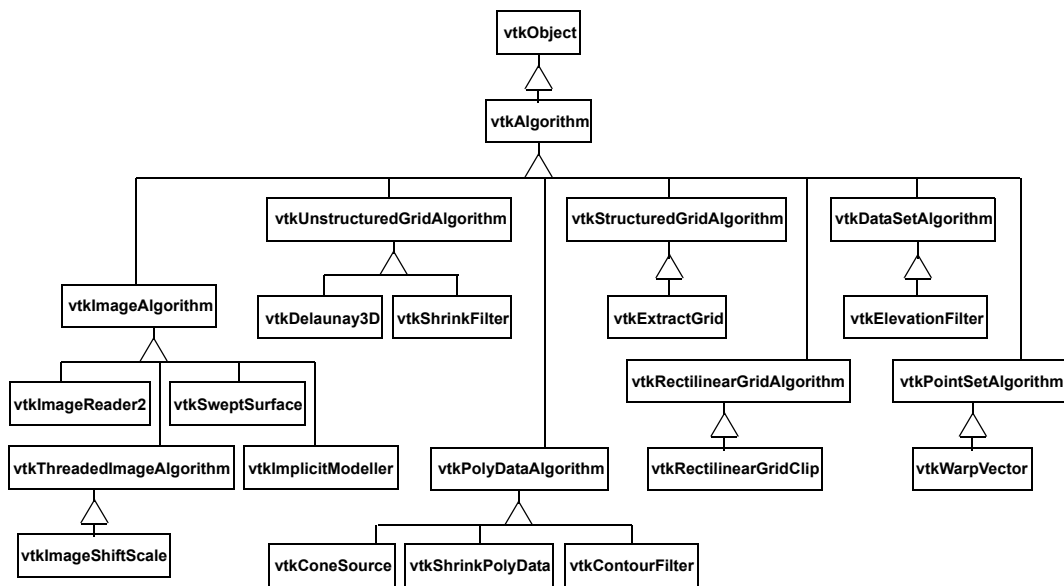 vtkObject
vtkAlgorithm
vtkUnstructuredGridAlgorithm
vtkStructuredGridAlgorithm
vtkDataSetAlgorithm
vtkImageAlgorithm
vtkDelaunay3D
vtkShrinkFilter
vtkExtractGrid
vtkElevationFilter
vtkRectilinearGridAlgorithm
vtkPointSetAlgorithm
vtkImageReader2
vtkSweptSurface
vtkThreadedImageAlgorithm
vtkImplicitModeller
vtkPolyDataAlgorithm
vtkRectilinearGridClip
vtkWarpVector
vtkImageShiftScale
vtkConeSource
vtkShrinkPolyData
vtkContourFilter